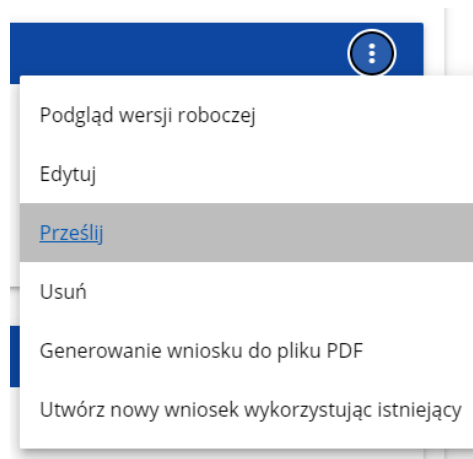 Podgląd wersji roboczej
Edytuj
Prześlij
Usuń
Generowanie wniosku do pliku PDF
Utwórz nowy wniosek wykorzystując istniejący